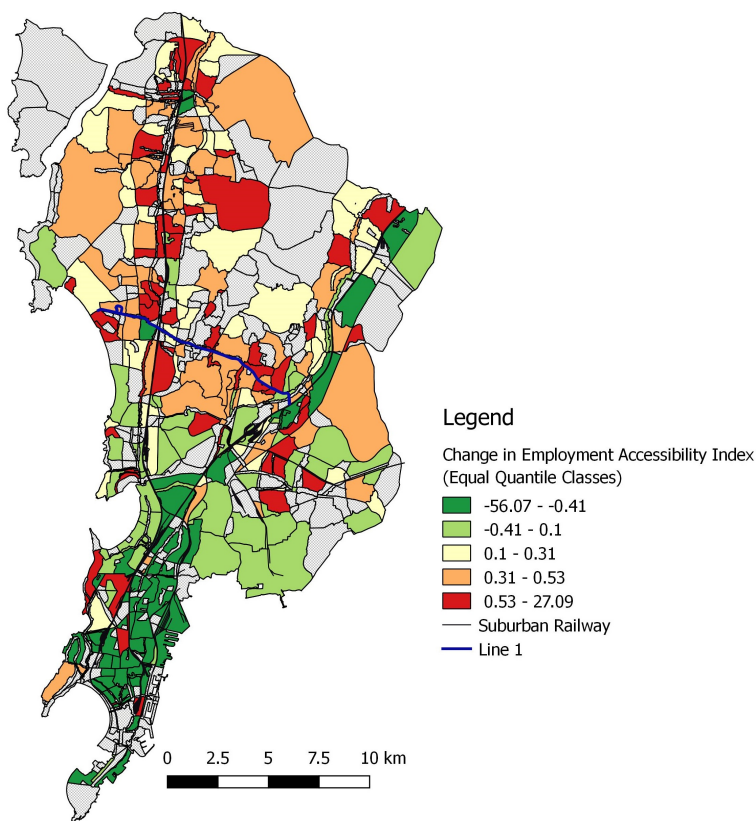 Legend
Change in Employment Accessibility Index
(Equal Quantile Classes)
-56.07 - -0.41
-0.41 - 0.1
0.1 - 0.31
0.31 - 0.53
0.53 - 27.09
Suburban Railway
Line 1
0 2.5 5 7.5 10 km